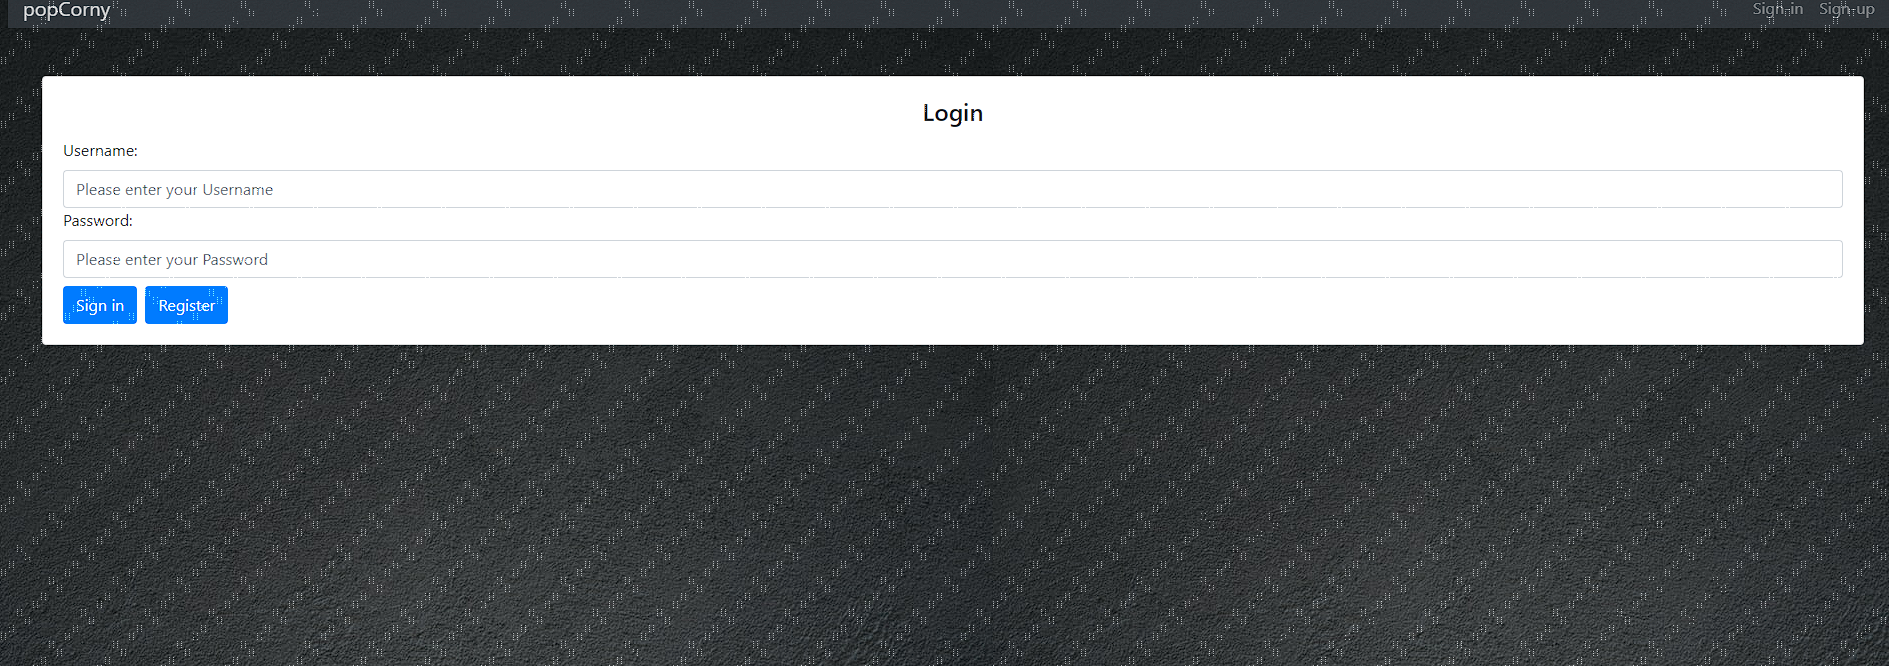 popCorny
Sign-in Sign-up
Login
Username:
Please enter your Username
Password:
Please enter your Password
Sign in Register